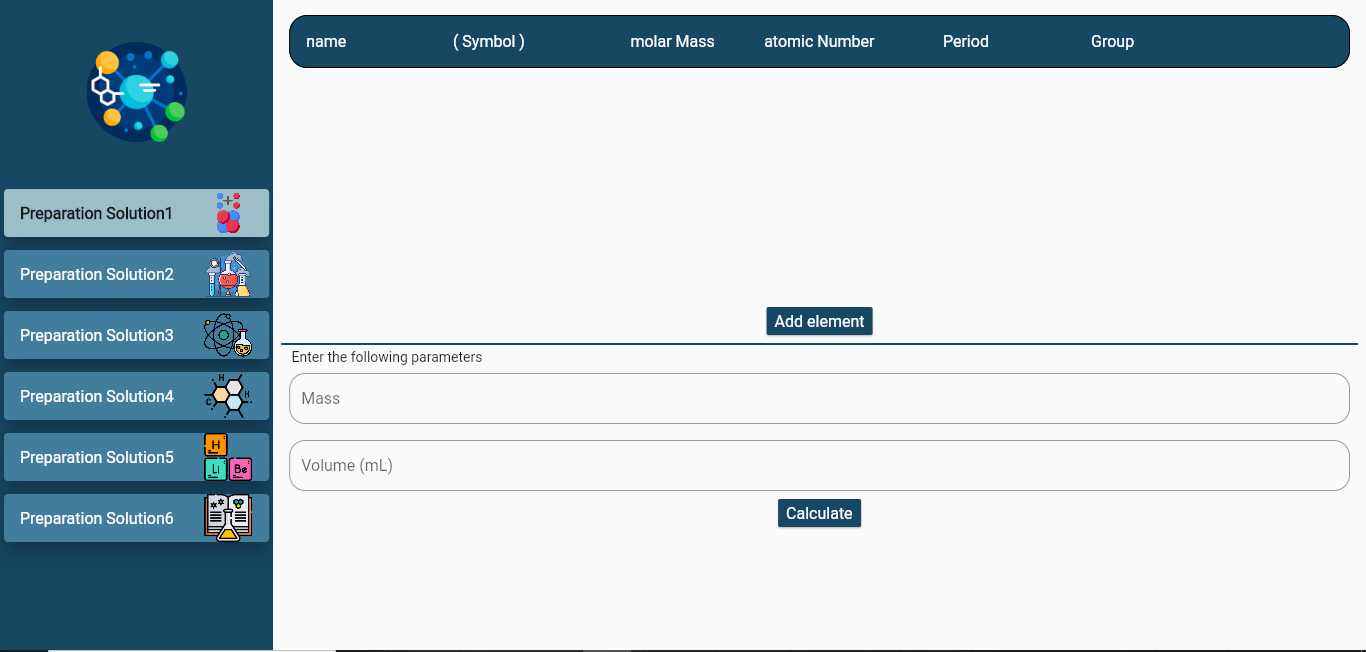 name ( Symbol ) molar Mass atomic Number Period Group
Preparation Solution1
Preparation Solution2
Preparation Solution3
H
C
H
Preparation Solution4
H
Preparation Solution5
Li Be
Preparation Solution6
Add element
Enter the following parameters
Mass
Volume (mL)
Calculate